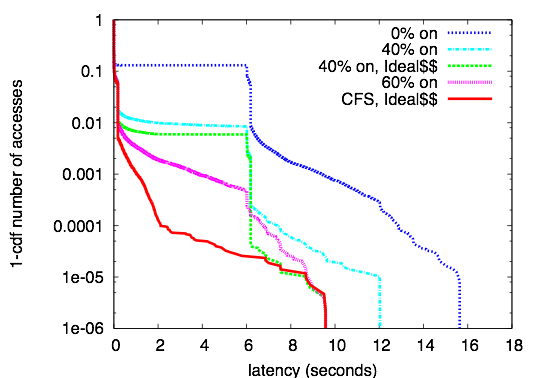 1
0.1
0.01
0.001
0.0001
1e-05
1e-06
1-cdf number of accesses
0% on
40% on
40% on, Ideal$$
60% on
CFS, Ideal$$
0 2 4 6 8 10 12 14 16 18
latency (seconds)